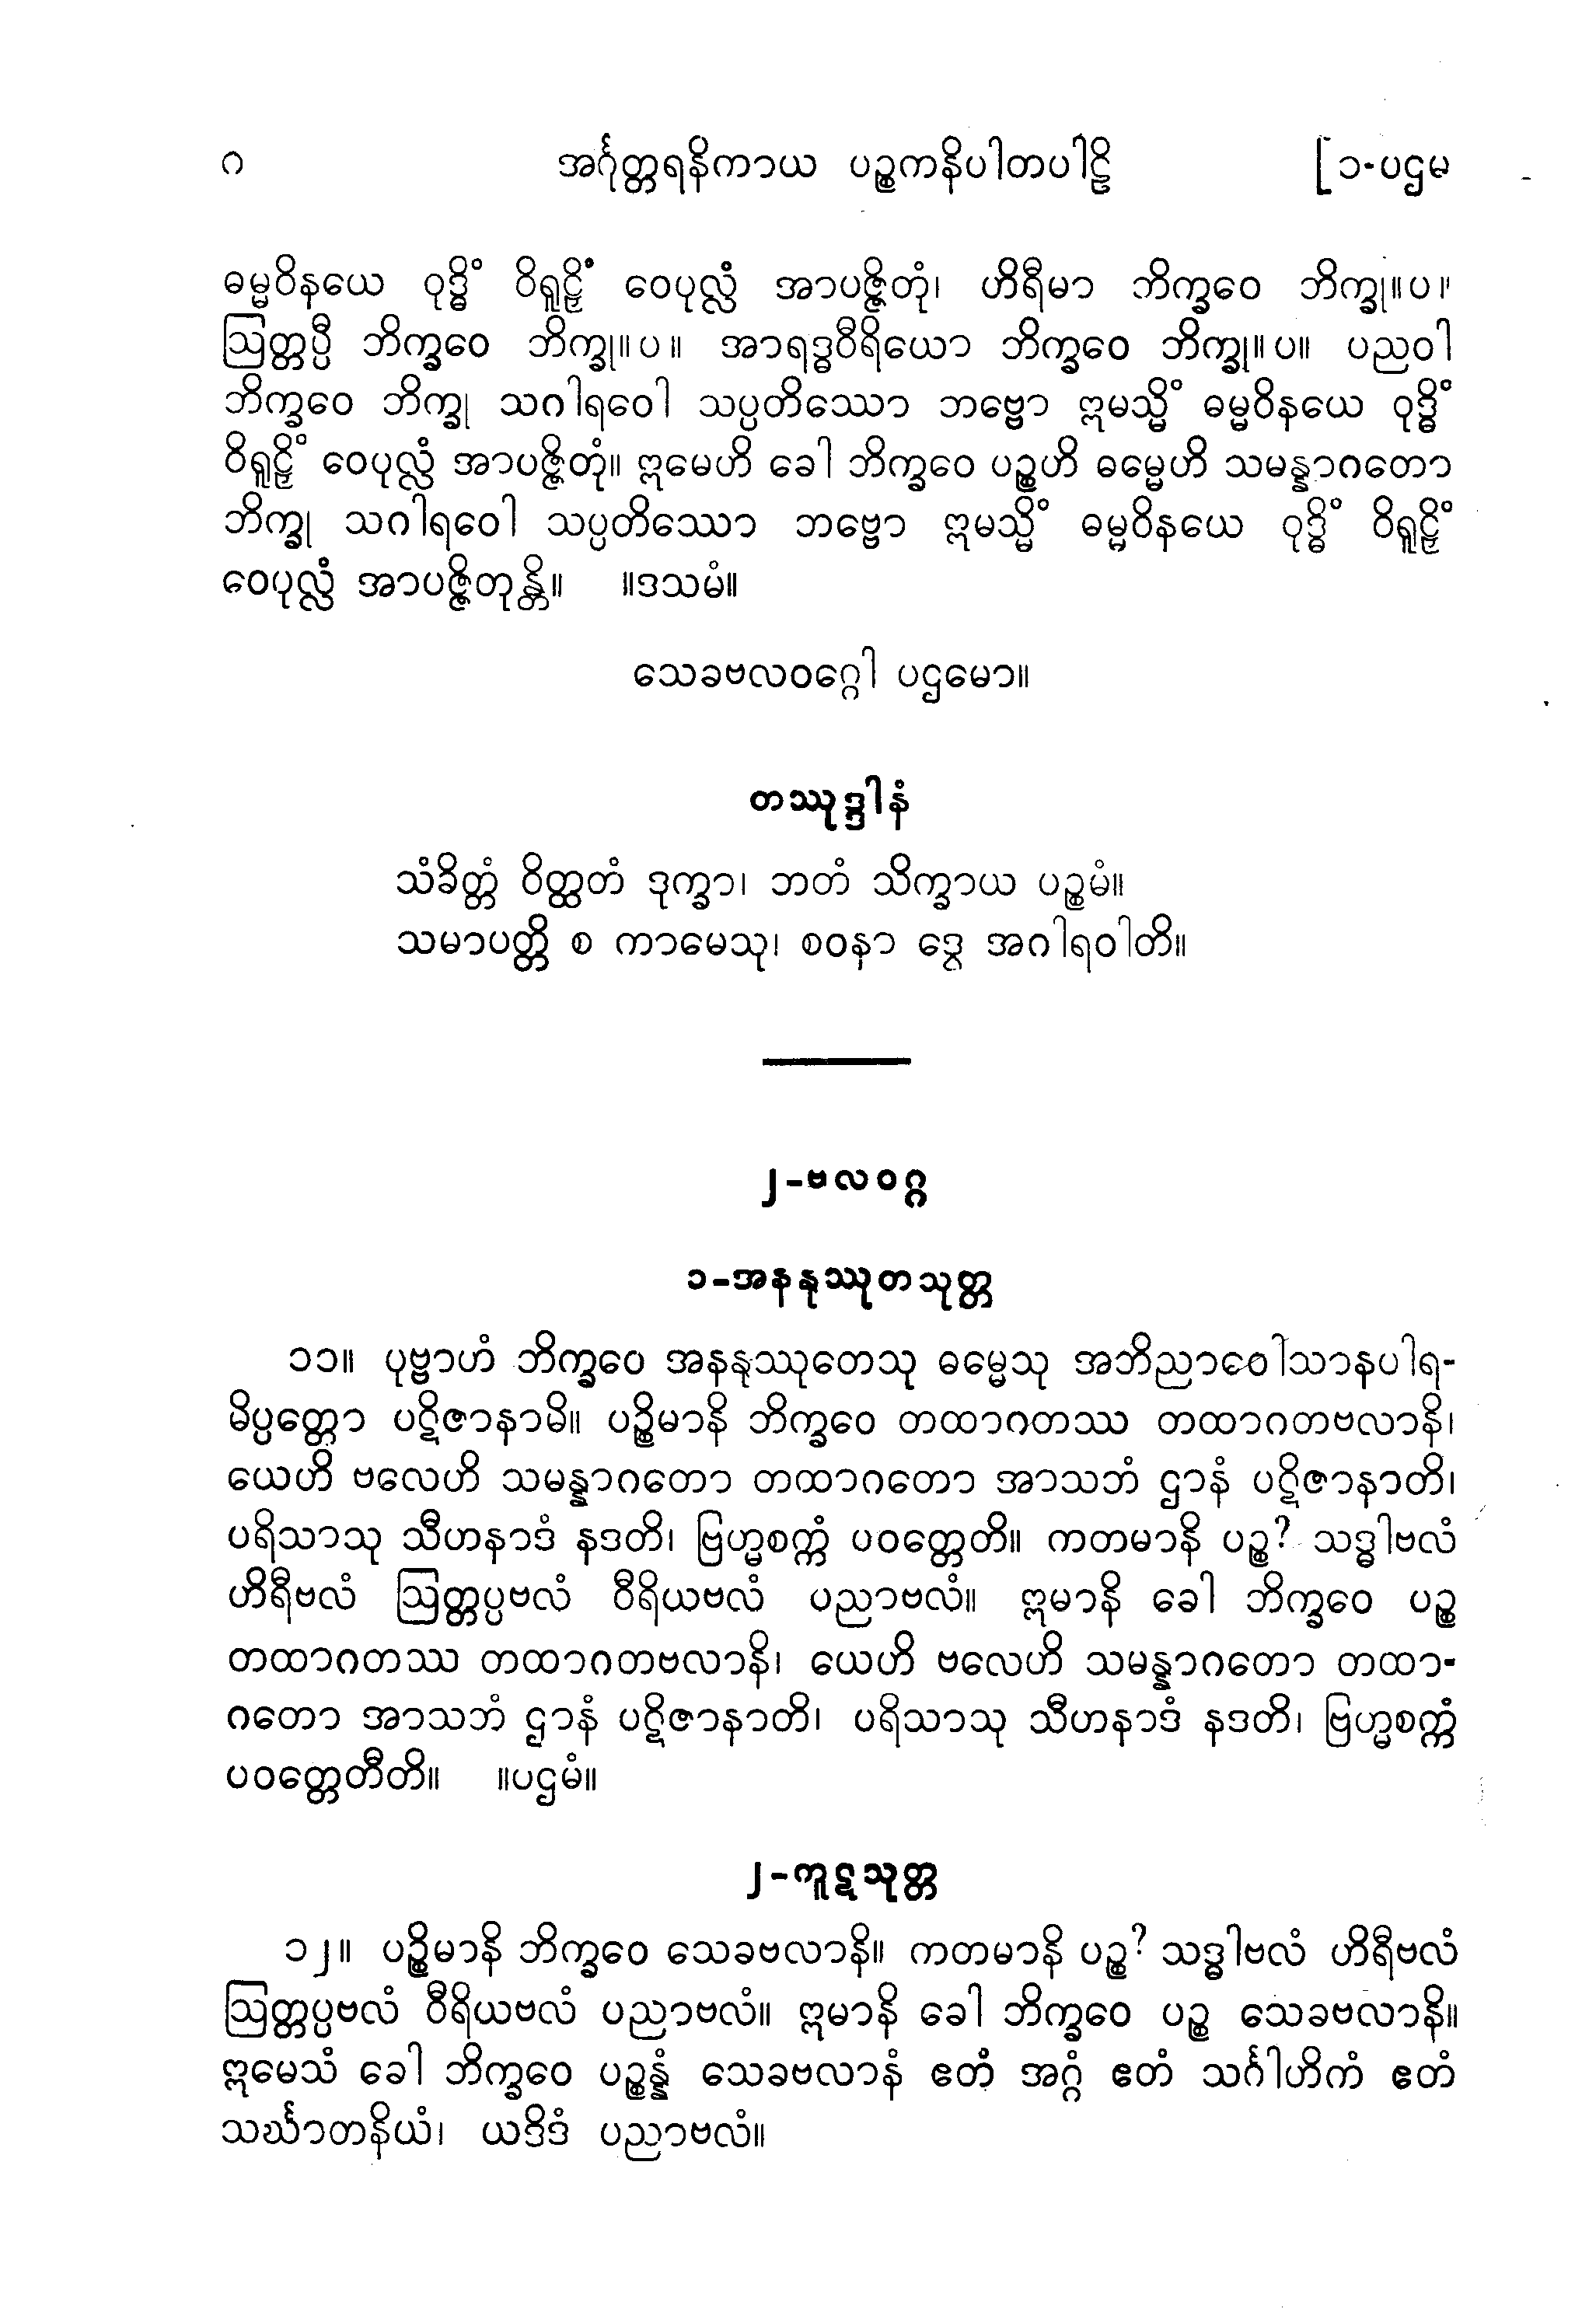 ဂ အင်္ဂုတ္တရနိကာယ ပဉ္စကနိပါတပါဠိ [၁-ပဌမ
ဓမ္မဝိနယေ ဝုဒ္ဓိံ ဝိရူဠှိံ ဝေပုလ္လံ အာပဇ္ဇိတုံ၊ ဟိရီမာ ဘိက္ခဝေ ဘိက္ခု။ပ။
ဩတ္တပ္ပီ ဘိက္ခဝေ ဘိက္ခု။ပ။ အာရဒ္ဓဝီရိယော ဘိက္ခဝေ ဘိက္ခု။ပ။ ပညဝါ
ဘိက္ခဝေ ဘိက္ခု သဂါရဝေါ သပ္ပတိဿော ဘဗ္ဗော ဣမသ္မိံ ဓမ္မဝိနယေ ဝုဒ္ဓိံ
ဝိရူဠှိံ ဝေပုလ္လံ အာပဇ္ဇိတုံ။ ဣမေဟိ ခေါ ဘိက္ခဝေ ပဉ္စဟိ ဓမ္မေဟိ သမန္နာဂတော
ဘိက္ခု သဂါရဝေါ သပ္ပတိဿော ဘဗ္ဗော ဣမသ္မိံ ဓမ္မဝိနယေ ဝုဒ္ဓိံ ဝိရူဠှိံ
ဝေပုလ္လံ အာပဇ္ဇိတုန္တိ။ ။ဒသမံ။
သေခဗလဝဂ္ဂေါ ပဌမော။
တဿုဒ္ဒါနံ
သံခိတ္တံ ဝိတ္ထတံ ဒုက္ခာ၊ ဘတံ သိက္ခာယ ပဉ္စမံ။
သမာပတ္တိ စ ကာမေသု၊ စဝနာ ဒွေ အဂါရဝါတိ။
၂-ဗလဝဂ္ဂ
၁-အနနုဿုတသုတ္တ
၁၁။ ပုဗ္ဗာဟံ ဘိက္ခဝေ အနနုဿုတေသု ဓမ္မေသု အဘိညာဝေါသာနပါရ-
မိပ္ပတ္တော ပဋိဇာနာမိ။ ပဉ္စိမာနိ ဘိက္ခဝေ တထာဂတဿ တထာဂတဗလာနိ၊
ယေဟိ ဗလေဟိ သမန္နာဂတော တထာဂတော အာသဘံ ဌာနံ ပဋိဇာနာတိ၊
ပရိသာသု သီဟနာဒံ နဒတိ၊ ဗြဟ္မစက္ကံ ပဝတ္တေတိ။ ကတမာနိ ပဉ္စ? သဒ္ဓါဗလံ
ဟိရီဗလံ ဩတ္တပ္ပဗလံ ဝီရိယဗလံ ပညာဗလံ။ ဣမာနိ ခေါ ဘိက္ခဝေ ပဉ္စ
တထာဂတဿ တထာဂတဗလာနိ၊ ယေဟိ ဗလေဟိ သမန္နာဂတော တထာ-
ဂတော အာသဘံ ဌာနံ ပဋိဇာနာတိ၊ ပရိသာသု သီဟနာဒံ နဒတိ၊ ဗြဟ္မစက္ကံ
ပဝတ္တေတီတိ။ ။ပဌမံ။
၂-ကူဋသုတ္တ
၁၂။ ပဉ္စိမာနိ ဘိက္ခဝေ သေခဗလာနိ။ ကတမာနိ ပဉ္စ? သဒ္ဓါဗလံ ဟိရီဗလံ
ဩတ္တပ္ပဗလံ ဝီရိယဗလံ ပညာဗလံ။ ဣမာနိ ခေါ ဘိက္ခဝေ ပဉ္စ သေခဗလာနိ။
ဣမေသံ ခေါ ဘိက္ခဝေ ပဉ္စန္နံ သေခဗလာနံ ဧတံ အဂ္ဂံ ဧတံ သင်္ဂါဟိကံ ဧတံ
သင်္ဃာတနိယံ၊ ယဒိဒံ ပညာဗလံ။